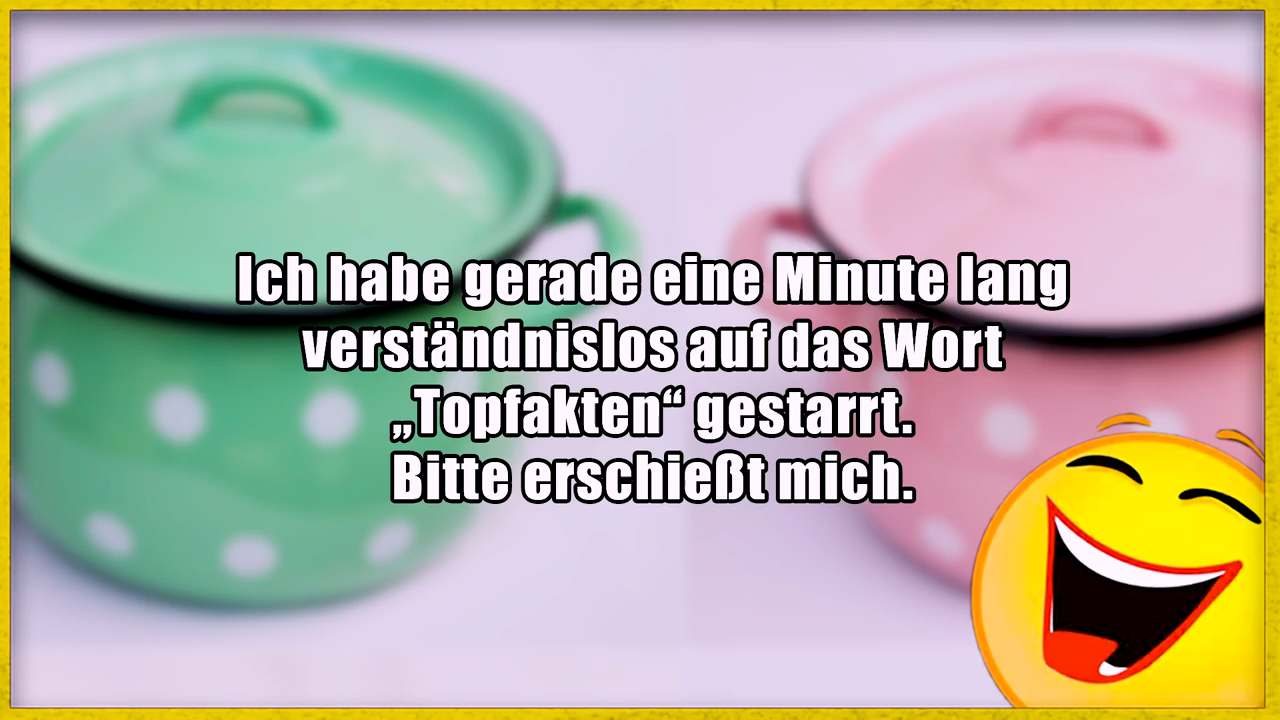 Ich habe gerade eine Minute lang
verständnislos auf das Wort
„Topfakten“ gestarrt.
Bitte erschießt mich.